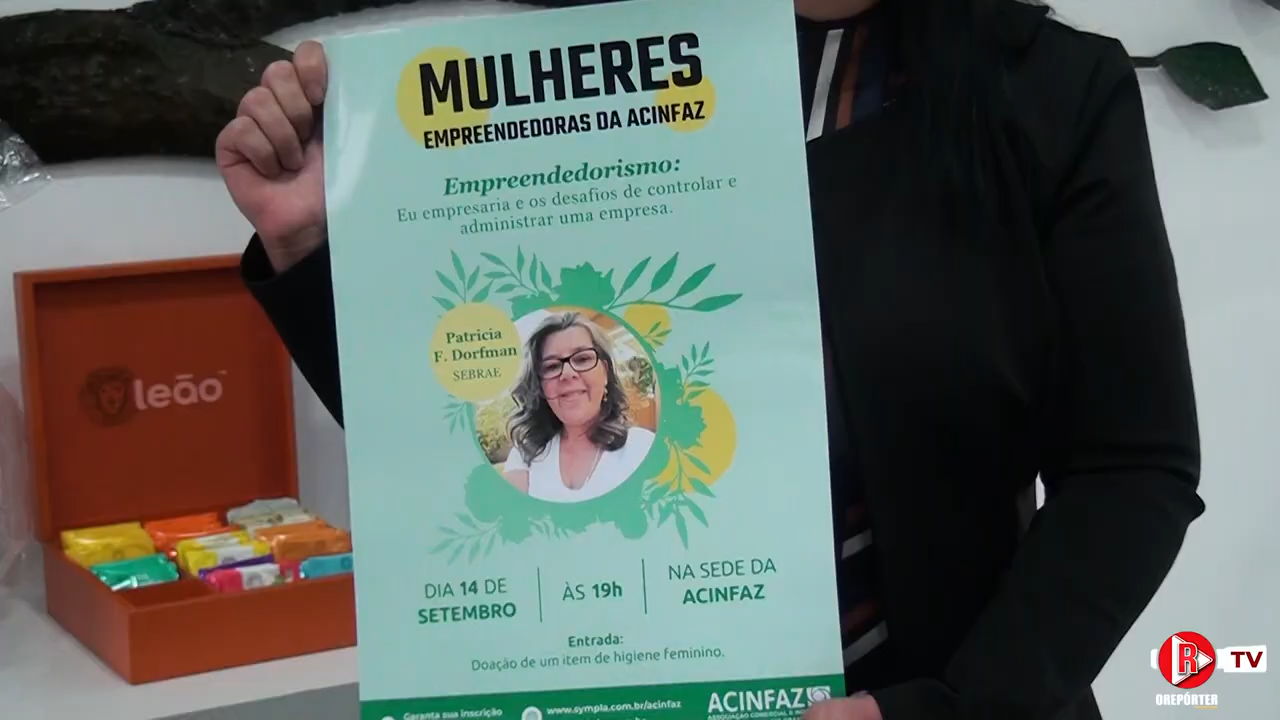 MULHERES
EMPREENDEDORAS DA ACINFAZ
Empreendedorismo:
Eu empresaria e os desafios de controlar e
administrar uma empresa.
Patricia
F. Dorfman
SEBRAE
leão
DIA 14 DE
SETEMBRO
ÀS 19h
NA SEDE DA
ACINFAZ
Entrada:
Doação de um item de higiene feminino.
Garanta sua inscrição
www.sympla.com.br/acinfaz
ACINFAZ
ASSOCIAÇÃO COMERCIAL E
R TV
OREPÓRTER